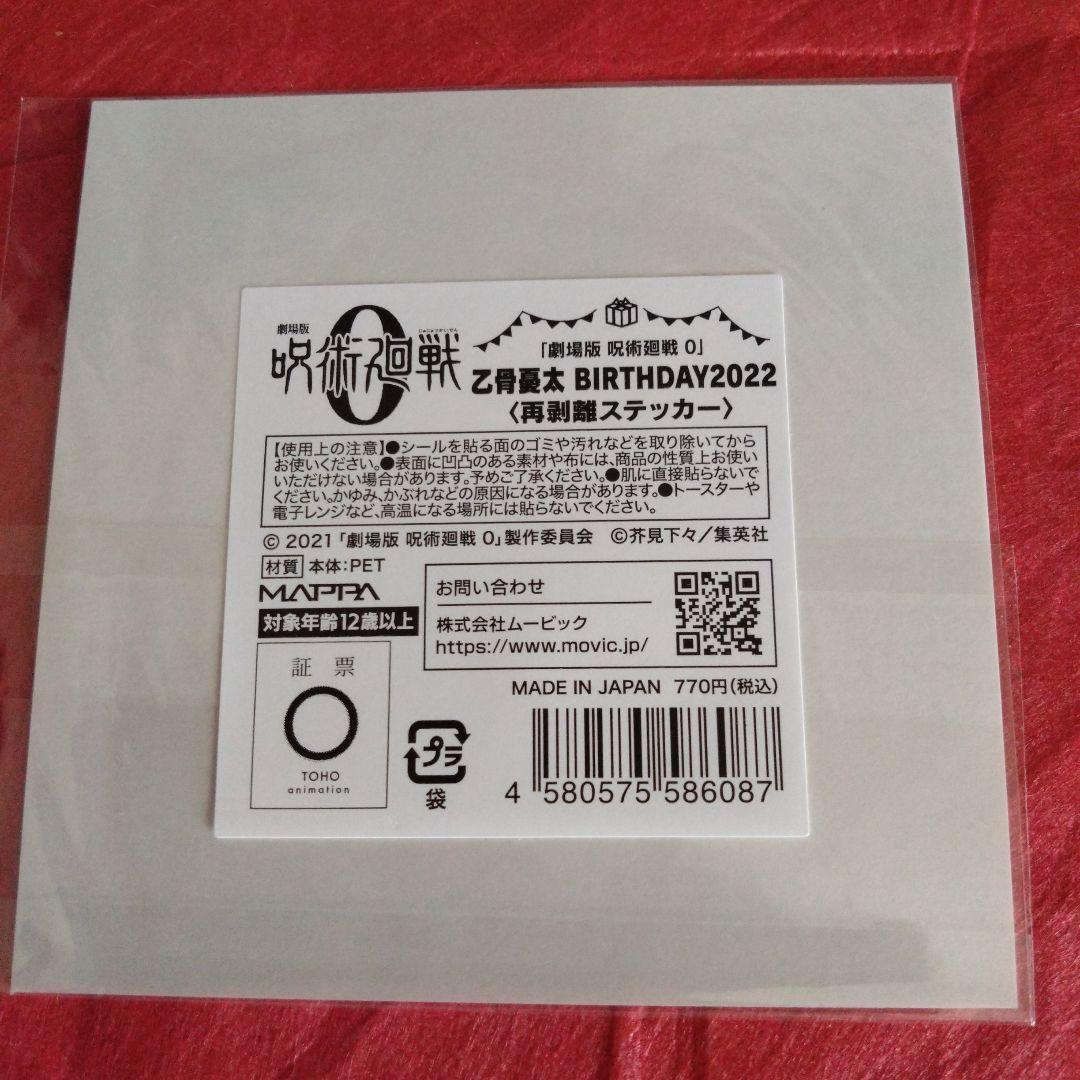 劇場版
じゅじゅつかいせん
呪術廻戦
0
「劇場版 呪術廻戦 0」
乙骨憂太 BIRTHDAY2022
〈再剥離ステッカー〉
【使用上の注意】●シールを貼る面のゴミや汚れなどを取り除いてから
お使いください。●表面に凹凸のある素材や布には、商品の性質上お使い
いただけない場合があります。予めご了承ください。●肌に直接貼らないで
ください。かゆみ、かぶれなどの原因になる場合があります。●トースターや
電子レンジなど、高温になる場所には貼らないでください。
© 2021「劇場版 呪術廻戦 0」製作委員会 ©芥見下々／集英社
材質 本体：PET
MAPPA
対象年齢12歳以上
お問い合わせ
株式会社ムービック
https://www.movic.jp/
証票
TOHO
animation
MADE IN JAPAN 770円（税込）
プラ
袋
4 580575 586087